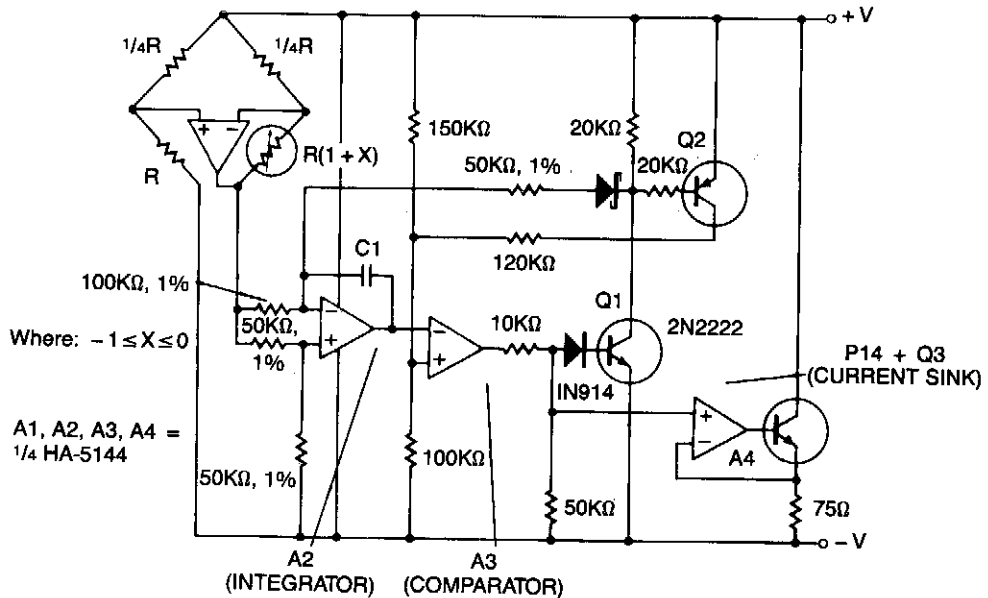 +V
1/4R
1/4R
+ −
R
R(1 + X)
150KΩ
20KΩ
Q2
50KΩ, 1%
20KΩ
120KΩ
C1
100KΩ, 1%
50KΩ,
1%
−
+
−
+
10KΩ
Q1
2N2222
IN914
Where: −1 ≤ X ≤ 0
P14 + Q3
(CURRENT SINK)
A1, A2, A3, A4 =
1/4 HA-5144
+
−
A4
50KΩ, 1%
100KΩ
50KΩ
75Ω
−V
A2
(INTEGRATOR)
A3
(COMPARATOR)